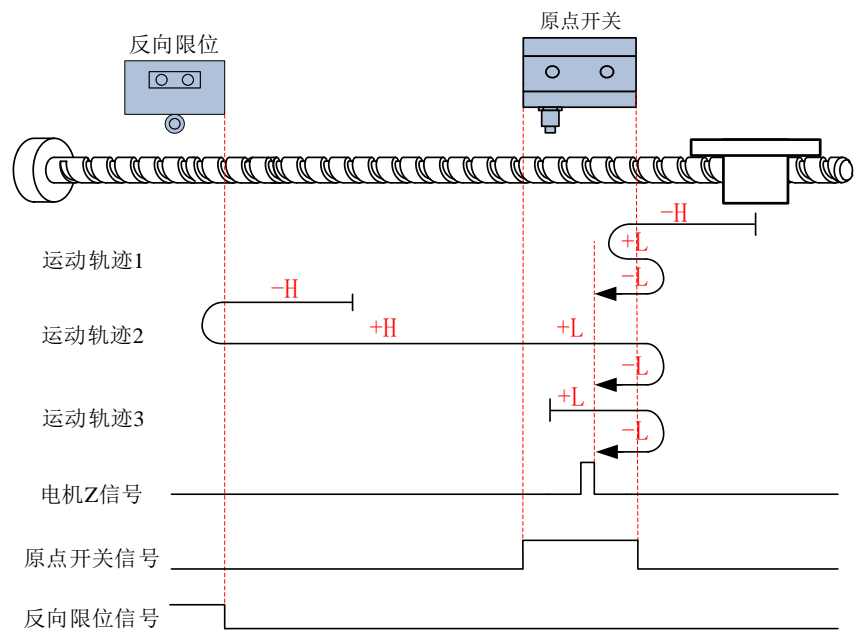 原点开关
反向限位
-H
+L
运动轨迹1
-L
-H
+H
+L
运动轨迹2
-L
+L
运动轨迹3
-L
电机Z信号
原点开关信号
反向限位信号